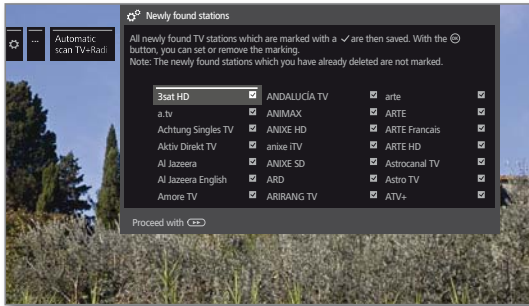 Newly found stations
... Automatic
scan TV+Radi
All newly found TV stations which are marked with a ✓ are then saved. With the OK
button, you can set or remove the marking.
Note: The newly found stations which you have already deleted are not marked.
3sat HD ANDALUCÍA TV arte
a.tv ANIMAX ARTE
Achtung Singles TV ANIXE HD ARTE Francais
Aktiv Direkt TV anixe iTV ARTE HD
Al Jazeera ANIXE SD Astrocanal TV
Al Jazeera English ARD Astro TV
Amore TV ARIRANG TV ATV+
Proceed with